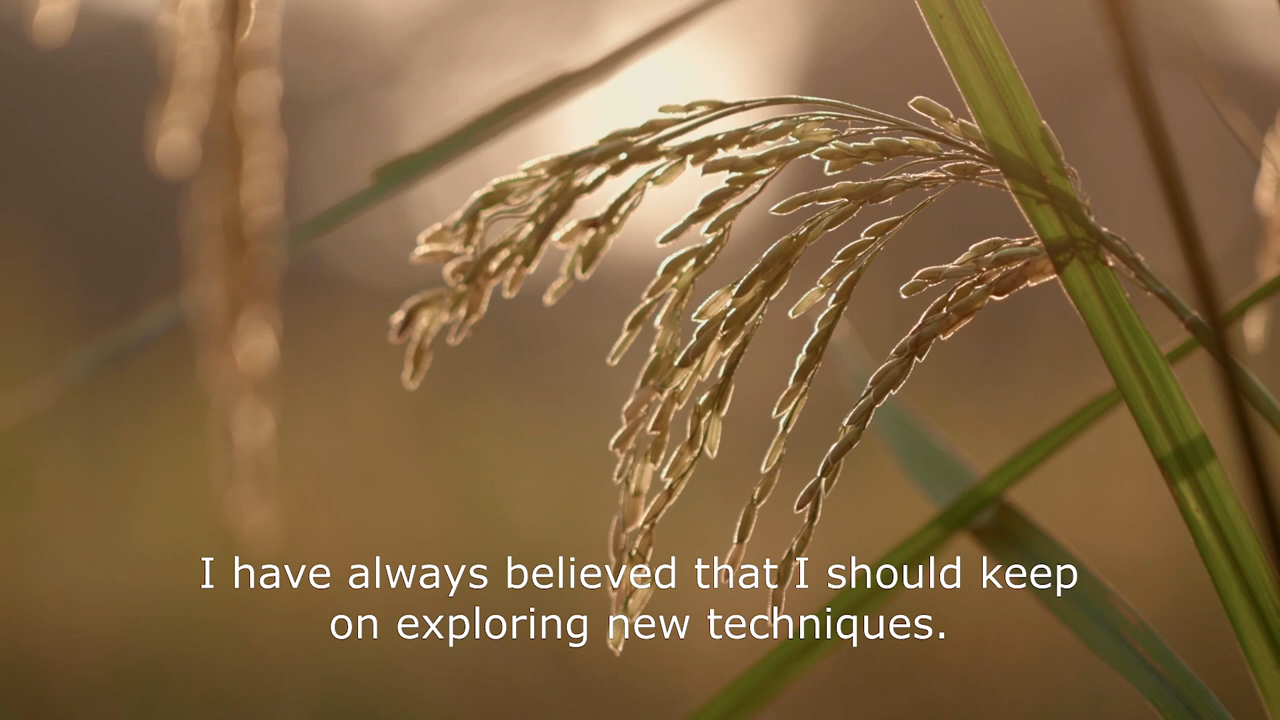 I have always believed that I should keep
on exploring new techniques.